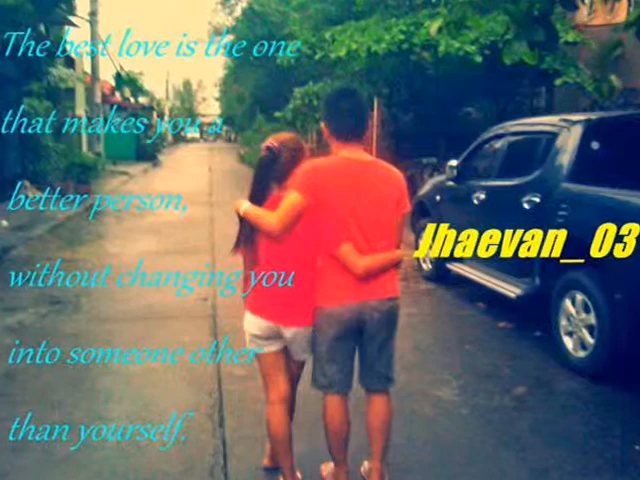 The best love is the one
that makes you a
better person,
without changing you
into someone other
than yourself.
Jhaevan_03